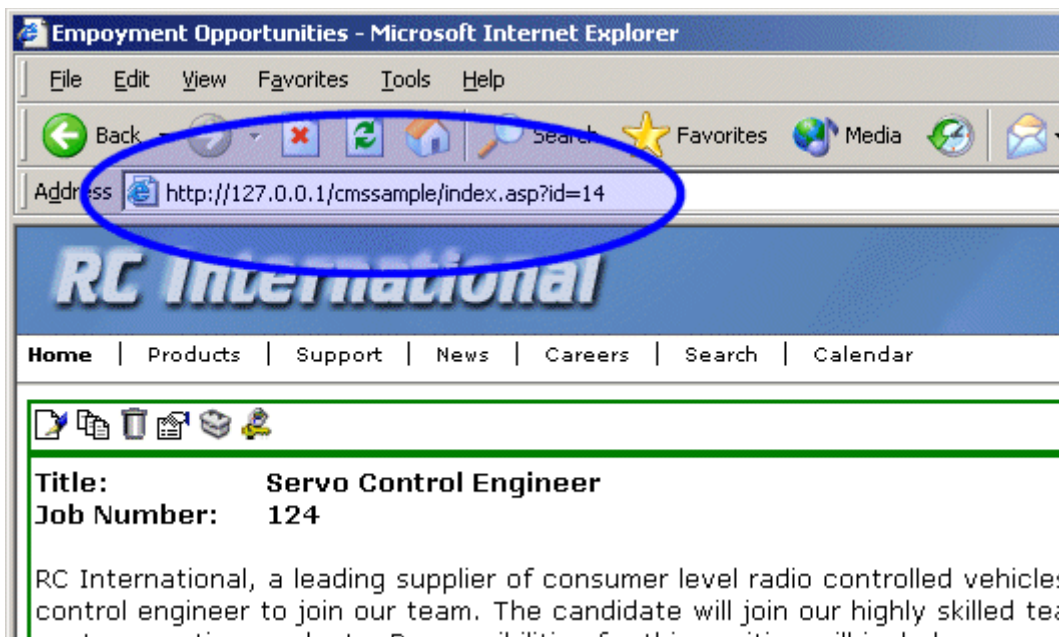 Empoyment Opportunities - Microsoft Internet Explorer
File Edit View Favorites Tools Help
Back Search Favorites Media
Address http://127.0.0.1/cmssample/index.asp?id=14
RC International
Home | Products | Support | News | Careers | Search | Calendar
Title: Servo Control Engineer
Job Number: 124
RC International, a leading supplier of consumer level radio controlled vehicles
control engineer to join our team. The candidate will join our highly skilled